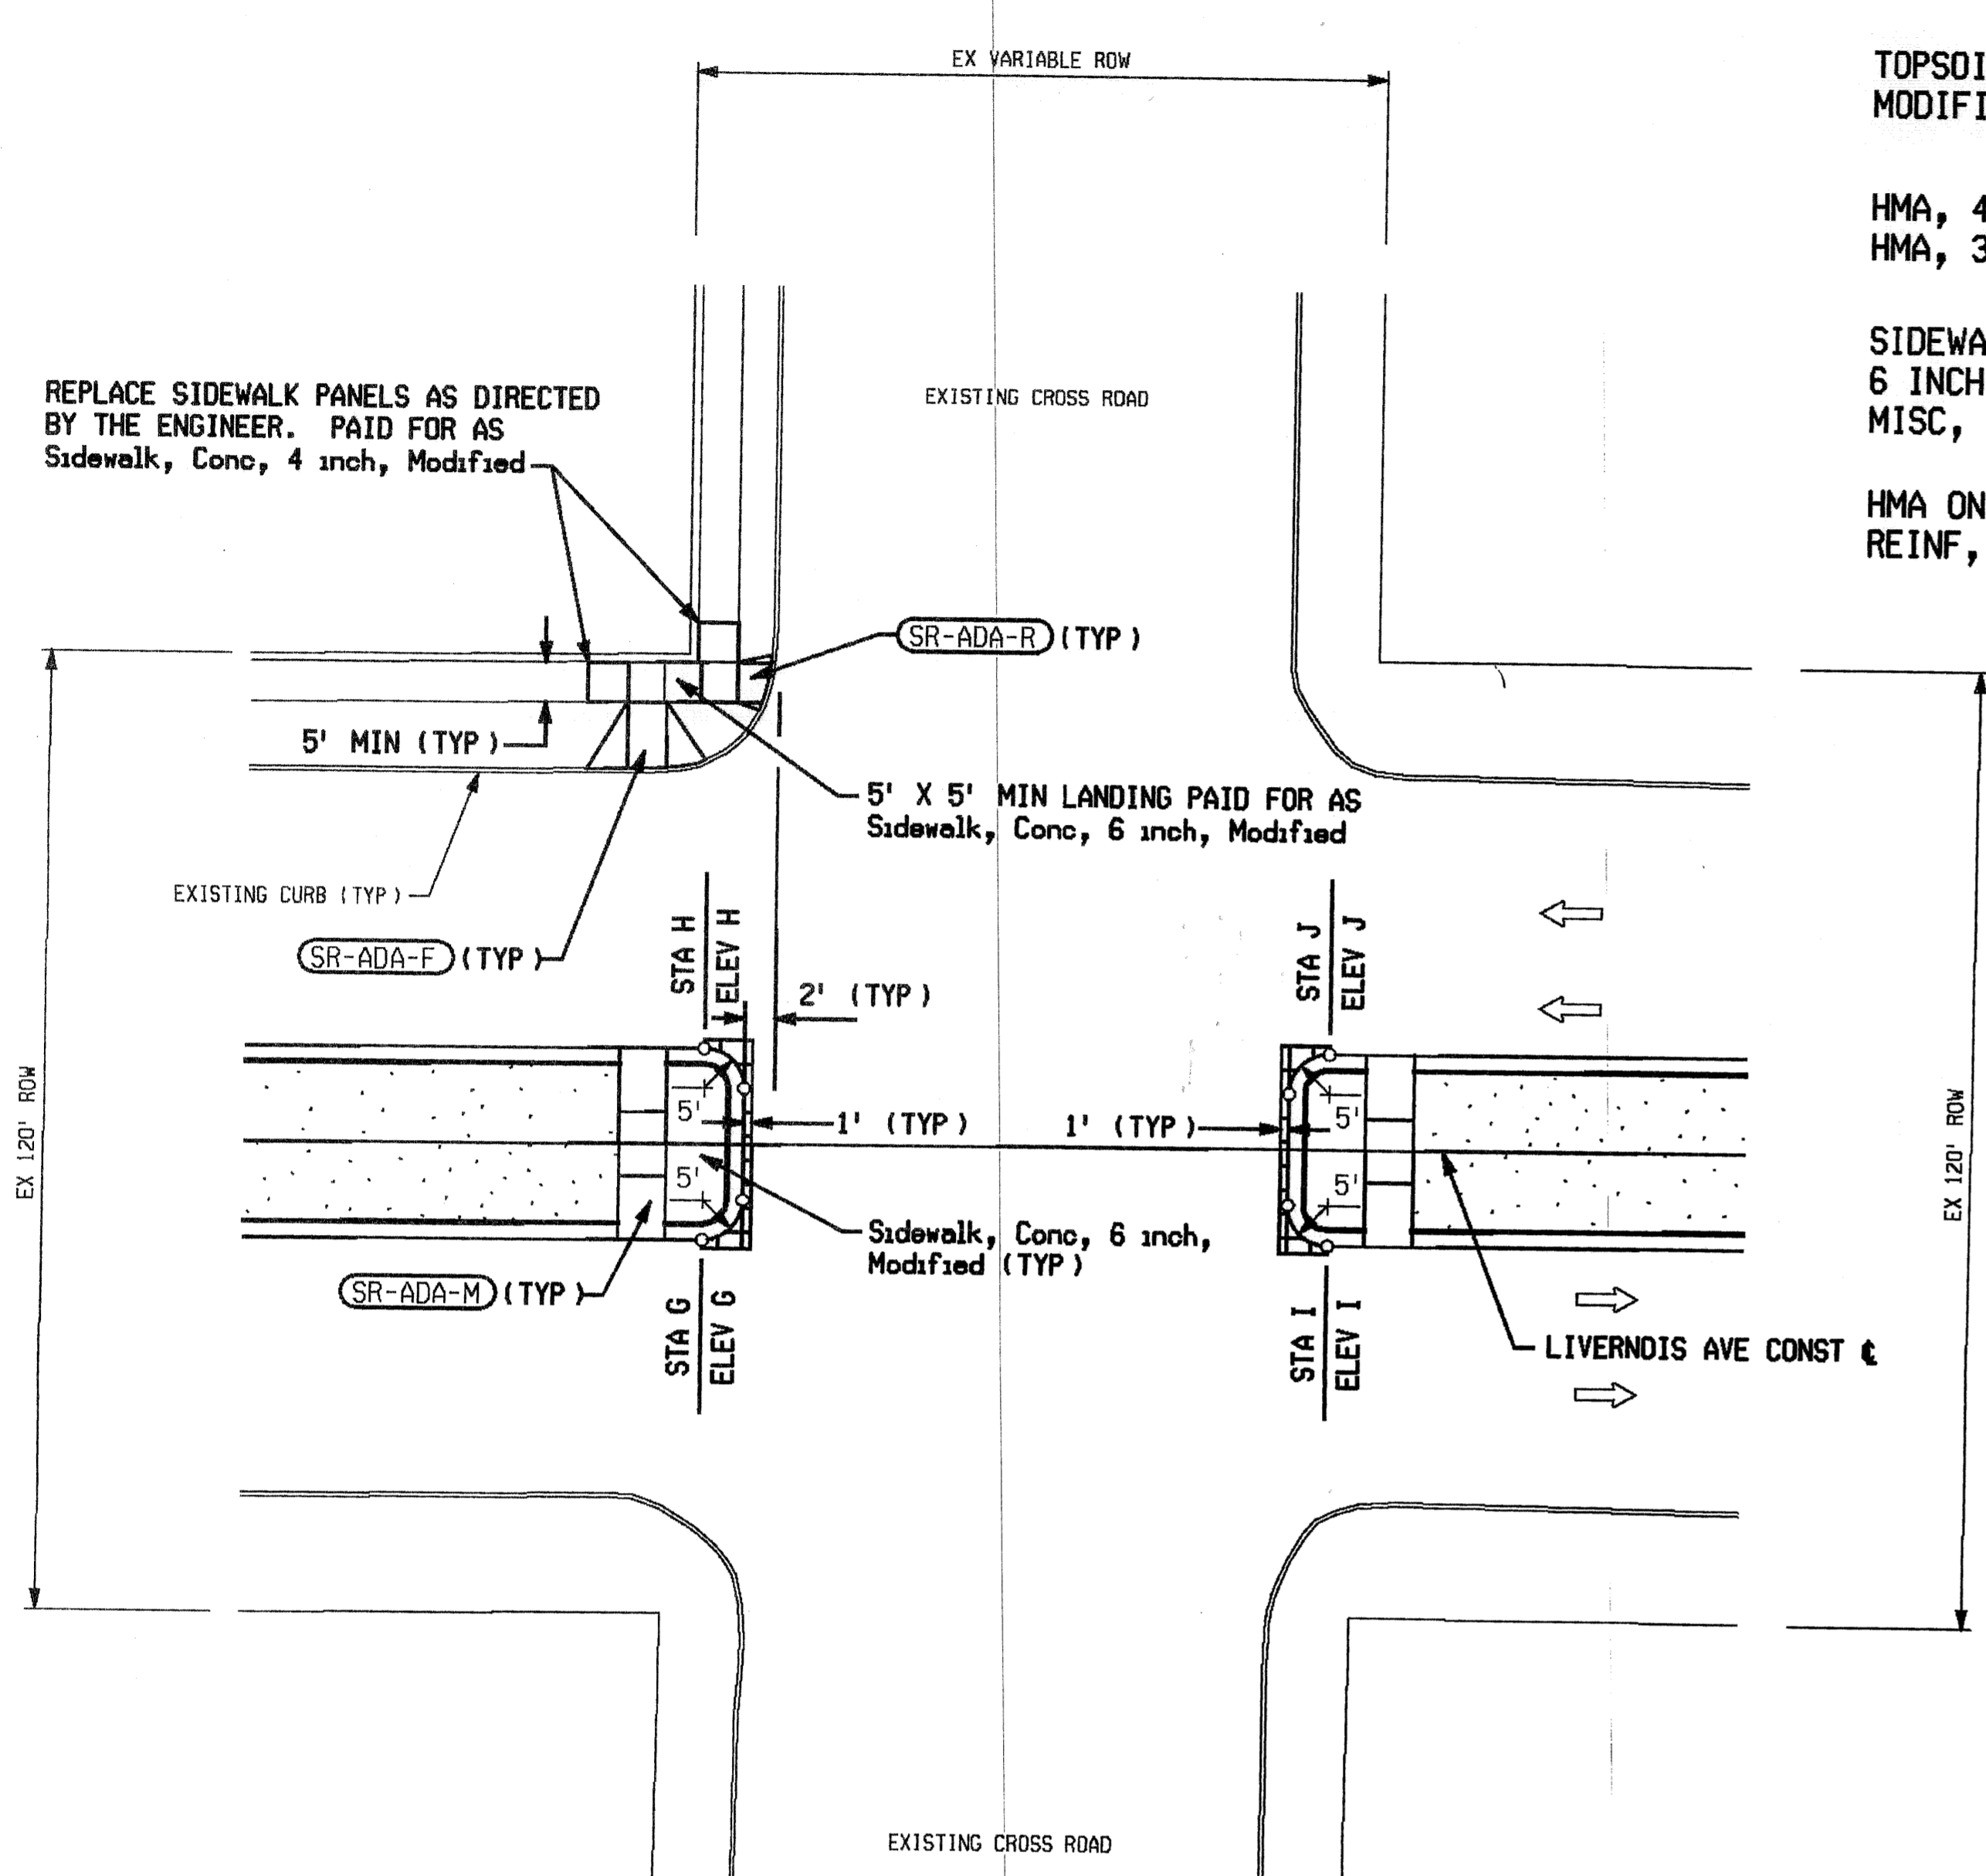 EX VARIABLE ROW
TOPSOI
MODIFI
HMA, 4
HMA, 3
SIDEWA
6 INCH
MISC,
HMA ON
REINF,
REPLACE SIDEWALK PANELS AS DIRECTED
BY THE ENGINEER. PAID FOR AS
Sidewalk, Conc, 4 inch, Modified
EXISTING CROSS ROAD
SR-ADA-R (TYP)
5' MIN (TYP)
5' X 5' MIN LANDING PAID FOR AS
Sidewalk, Conc, 6 inch, Modified
EXISTING CURB (TYP)
SR-ADA-F (TYP)
STA H
ELEV H
STA J
ELEV J
2' (TYP)
EX 120' ROW
5'
1' (TYP)
1' (TYP)
5'
EX 120' ROW
5'
5'
Sidewalk, Conc, 6 inch,
Modified (TYP)
SR-ADA-M (TYP)
STA G
ELEV G
STA I
ELEV I
LIVERNOIS AVE CONST ℄
EXISTING CROSS ROAD